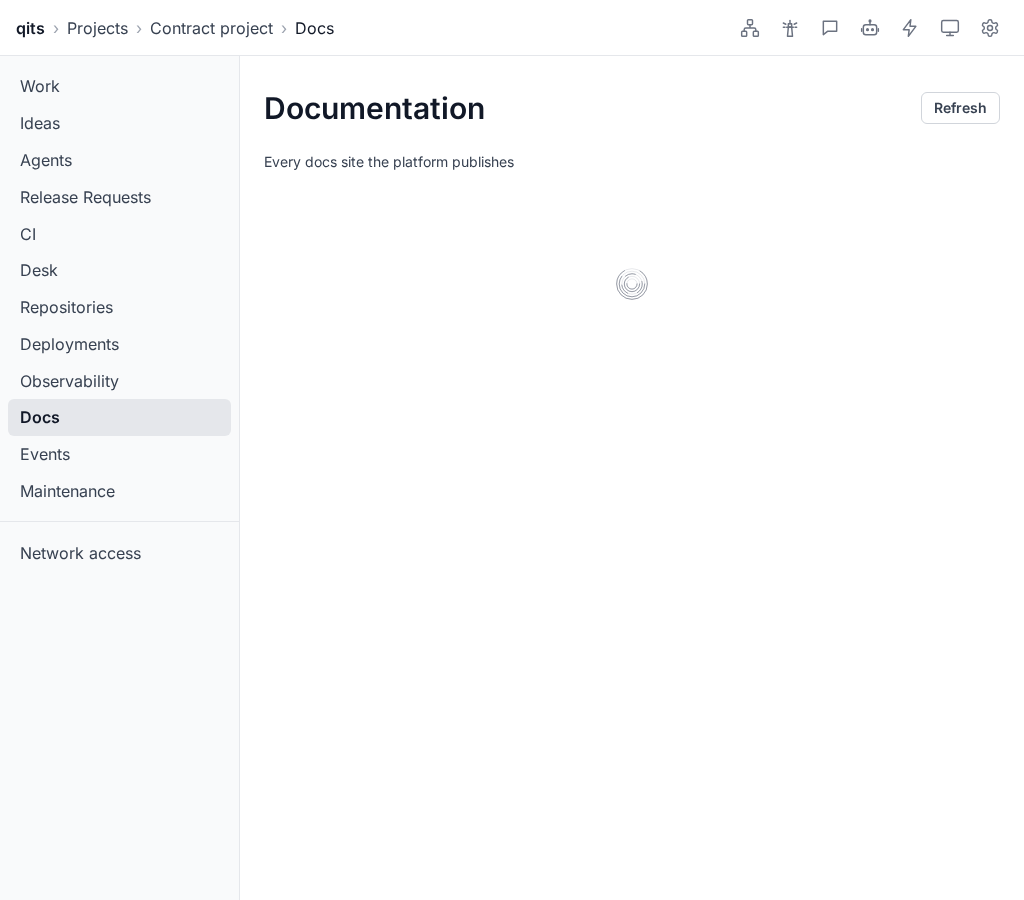 qits › Projects › Contract project › Docs
Work
Ideas
Agents
Release Requests
CI
Desk
Repositories
Deployments
Observability
Docs
Events
Maintenance
Network access
Documentation
Refresh
Every docs site the platform publishes